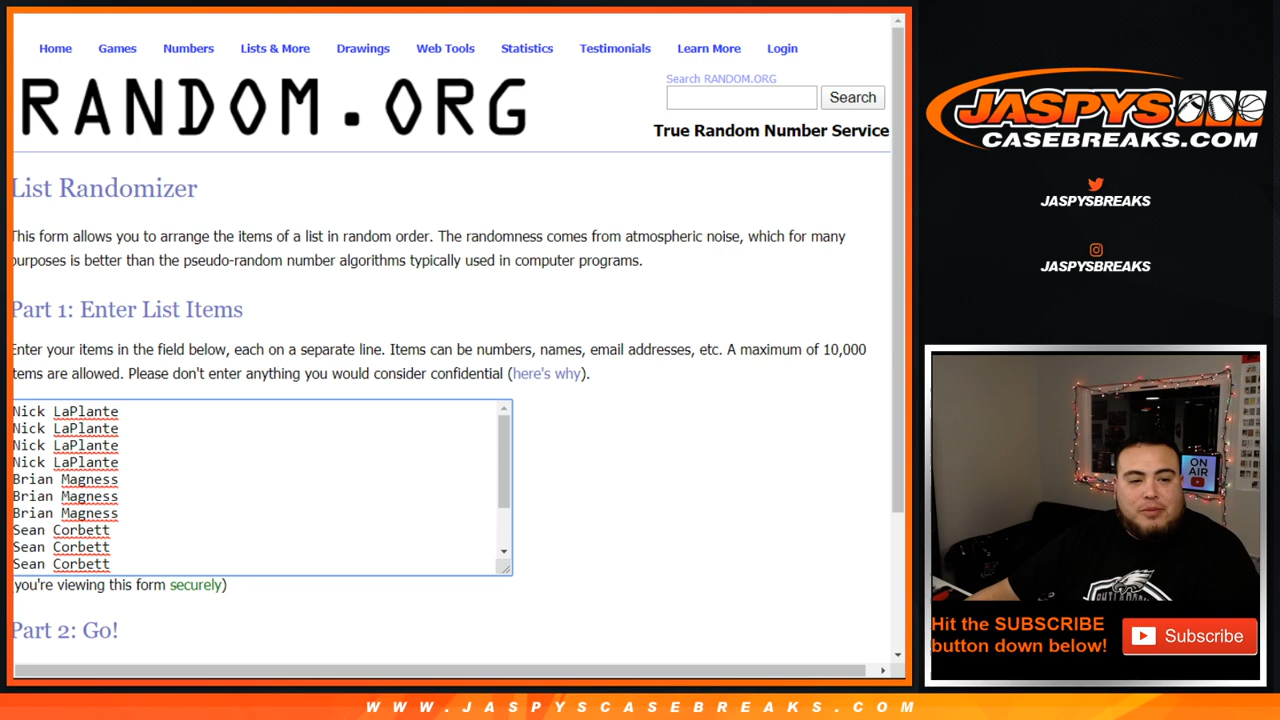 Home Games Numbers Lists & More Drawings Web Tools Statistics Testimonials Learn More Login
RANDOM.ORG
Search RANDOM.ORG
Search
True Random Number Service
List Randomizer
This form allows you to arrange the items of a list in random order. The randomness comes from atmospheric noise, which for many
purposes is better than the pseudo-random number algorithms typically used in computer programs.
Part 1: Enter List Items
Enter your items in the field below, each on a separate line. Items can be numbers, names, email addresses, etc. A maximum of 10,000
items are allowed. Please don't enter anything you would consider confidential (here's why).
Nick LaPlante
Nick LaPlante
Nick LaPlante
Nick LaPlante
Brian Magness
Brian Magness
Brian Magness
Sean Corbett
Sean Corbett
Sean Corbett
(you're viewing this form securely)
Part 2: Go!
JASPYS
CASEBREAKS.COM
JASPYSBREAKS
JASPYSBREAKS
ON
AIR
Hit the SUBSCRIBE
button down below!
Subscribe
WWW.JASPYSCASEBREAKS.COM